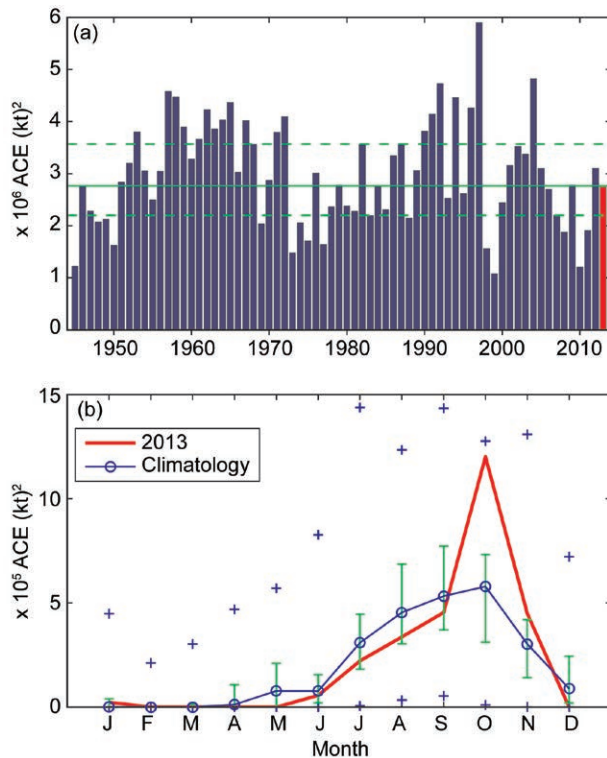 (a)
x 10⁶ ACE (kt)²
6
5
4
3
2
1
0
1950 1960 1970 1980 1990 2000 2010
(b)
2013
Climatology
x 10⁵ ACE (kt)²
15
10
5
0
J F M A M J J A S O N D
Month